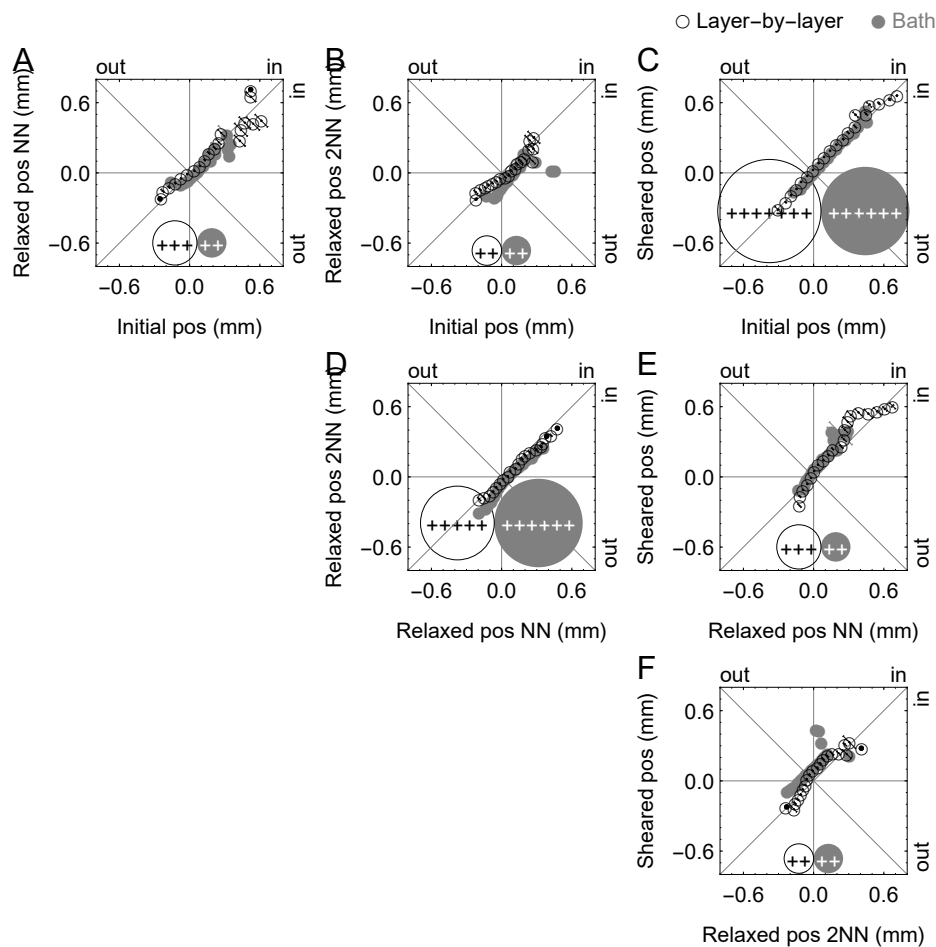 Layer−by−layer Bath
A
out in
Relaxed pos NN (mm)
0.6
0.0
−0.6
in
out
+++ ++
−0.6 0.0 0.6
Initial pos (mm)
B
out in
Relaxed pos 2NN (mm)
0.6
0.0
−0.6
in
out
++ ++
−0.6 0.0 0.6
Initial pos (mm)
C
out in
Sheared pos (mm)
0.6
0.0
−0.6
in
out
+++++++ ++++++
−0.6 0.0 0.6
Initial pos (mm)
D
out in
Relaxed pos 2NN (mm)
0.6
0.0
−0.6
in
out
+++++ ++++++
−0.6 0.0 0.6
Relaxed pos NN (mm)
E
out in
Sheared pos (mm)
0.6
0.0
−0.6
in
out
+++ ++
−0.6 0.0 0.6
Relaxed pos NN (mm)
F
out in
Sheared pos (mm)
0.6
0.0
−0.6
in
out
++ ++
−0.6 0.0 0.6
Relaxed pos 2NN (mm)